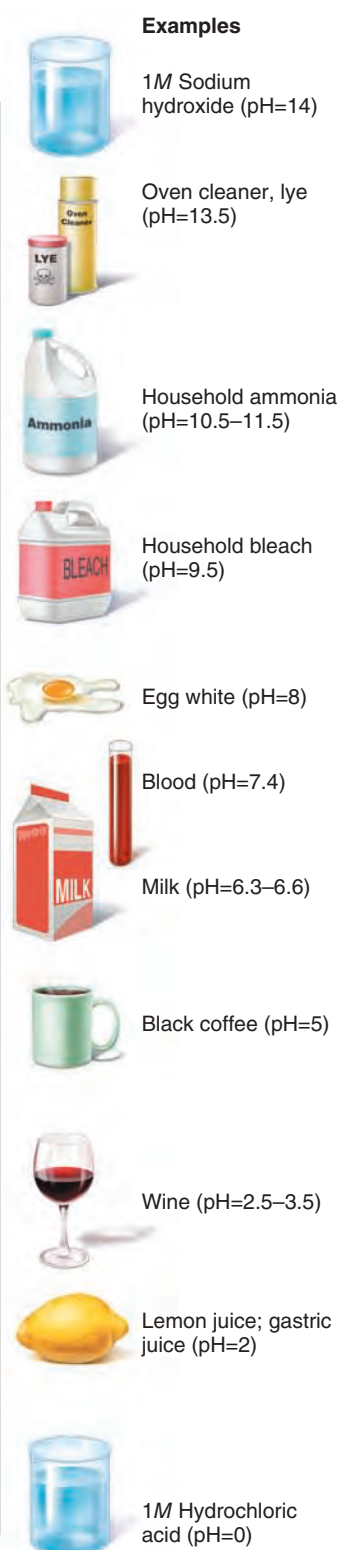 Examples
1M Sodium
hydroxide (pH=14)
Oven
Cleaner
LYE
Oven cleaner, lye
(pH=13.5)
Ammonia
Household ammonia
(pH=10.5–11.5)
BLEACH
Household bleach
(pH=9.5)
Egg white (pH=8)
Blood (pH=7.4)
MILK
Milk (pH=6.3–6.6)
Black coffee (pH=5)
Wine (pH=2.5–3.5)
Lemon juice; gastric
juice (pH=2)
1M Hydrochloric
acid (pH=0)